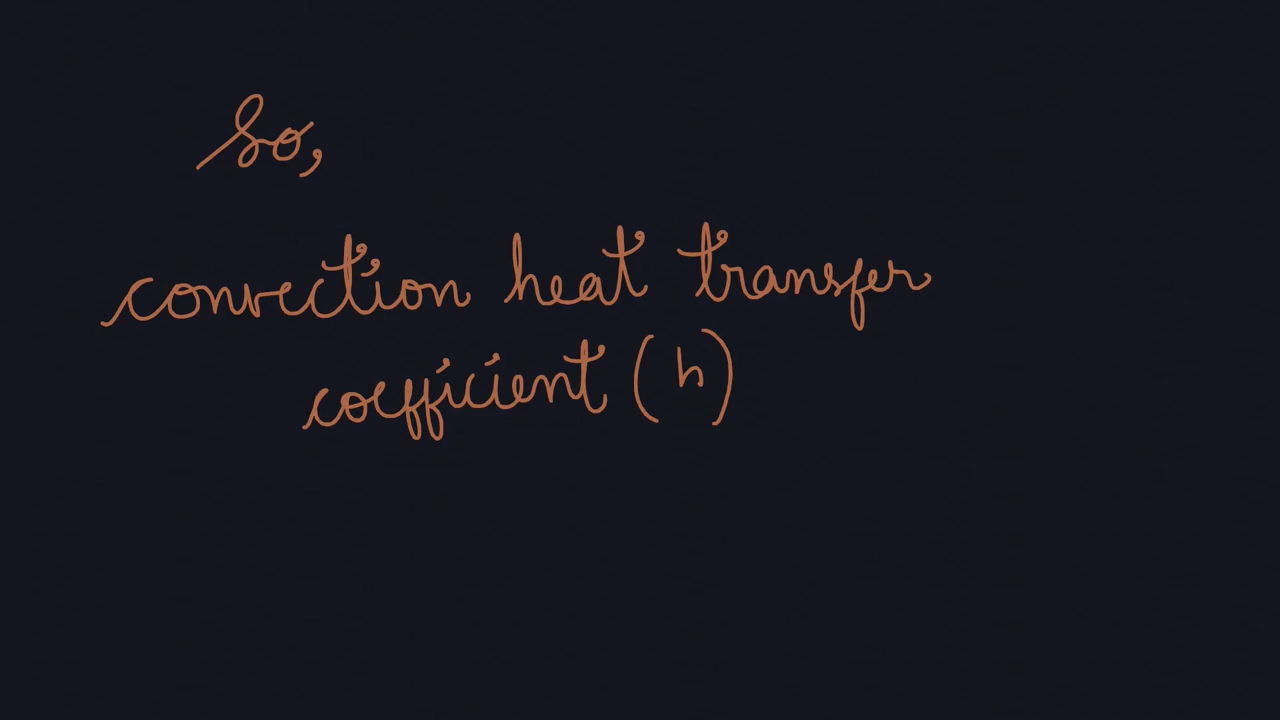 So,
convection heat transfer
coefficient (h)